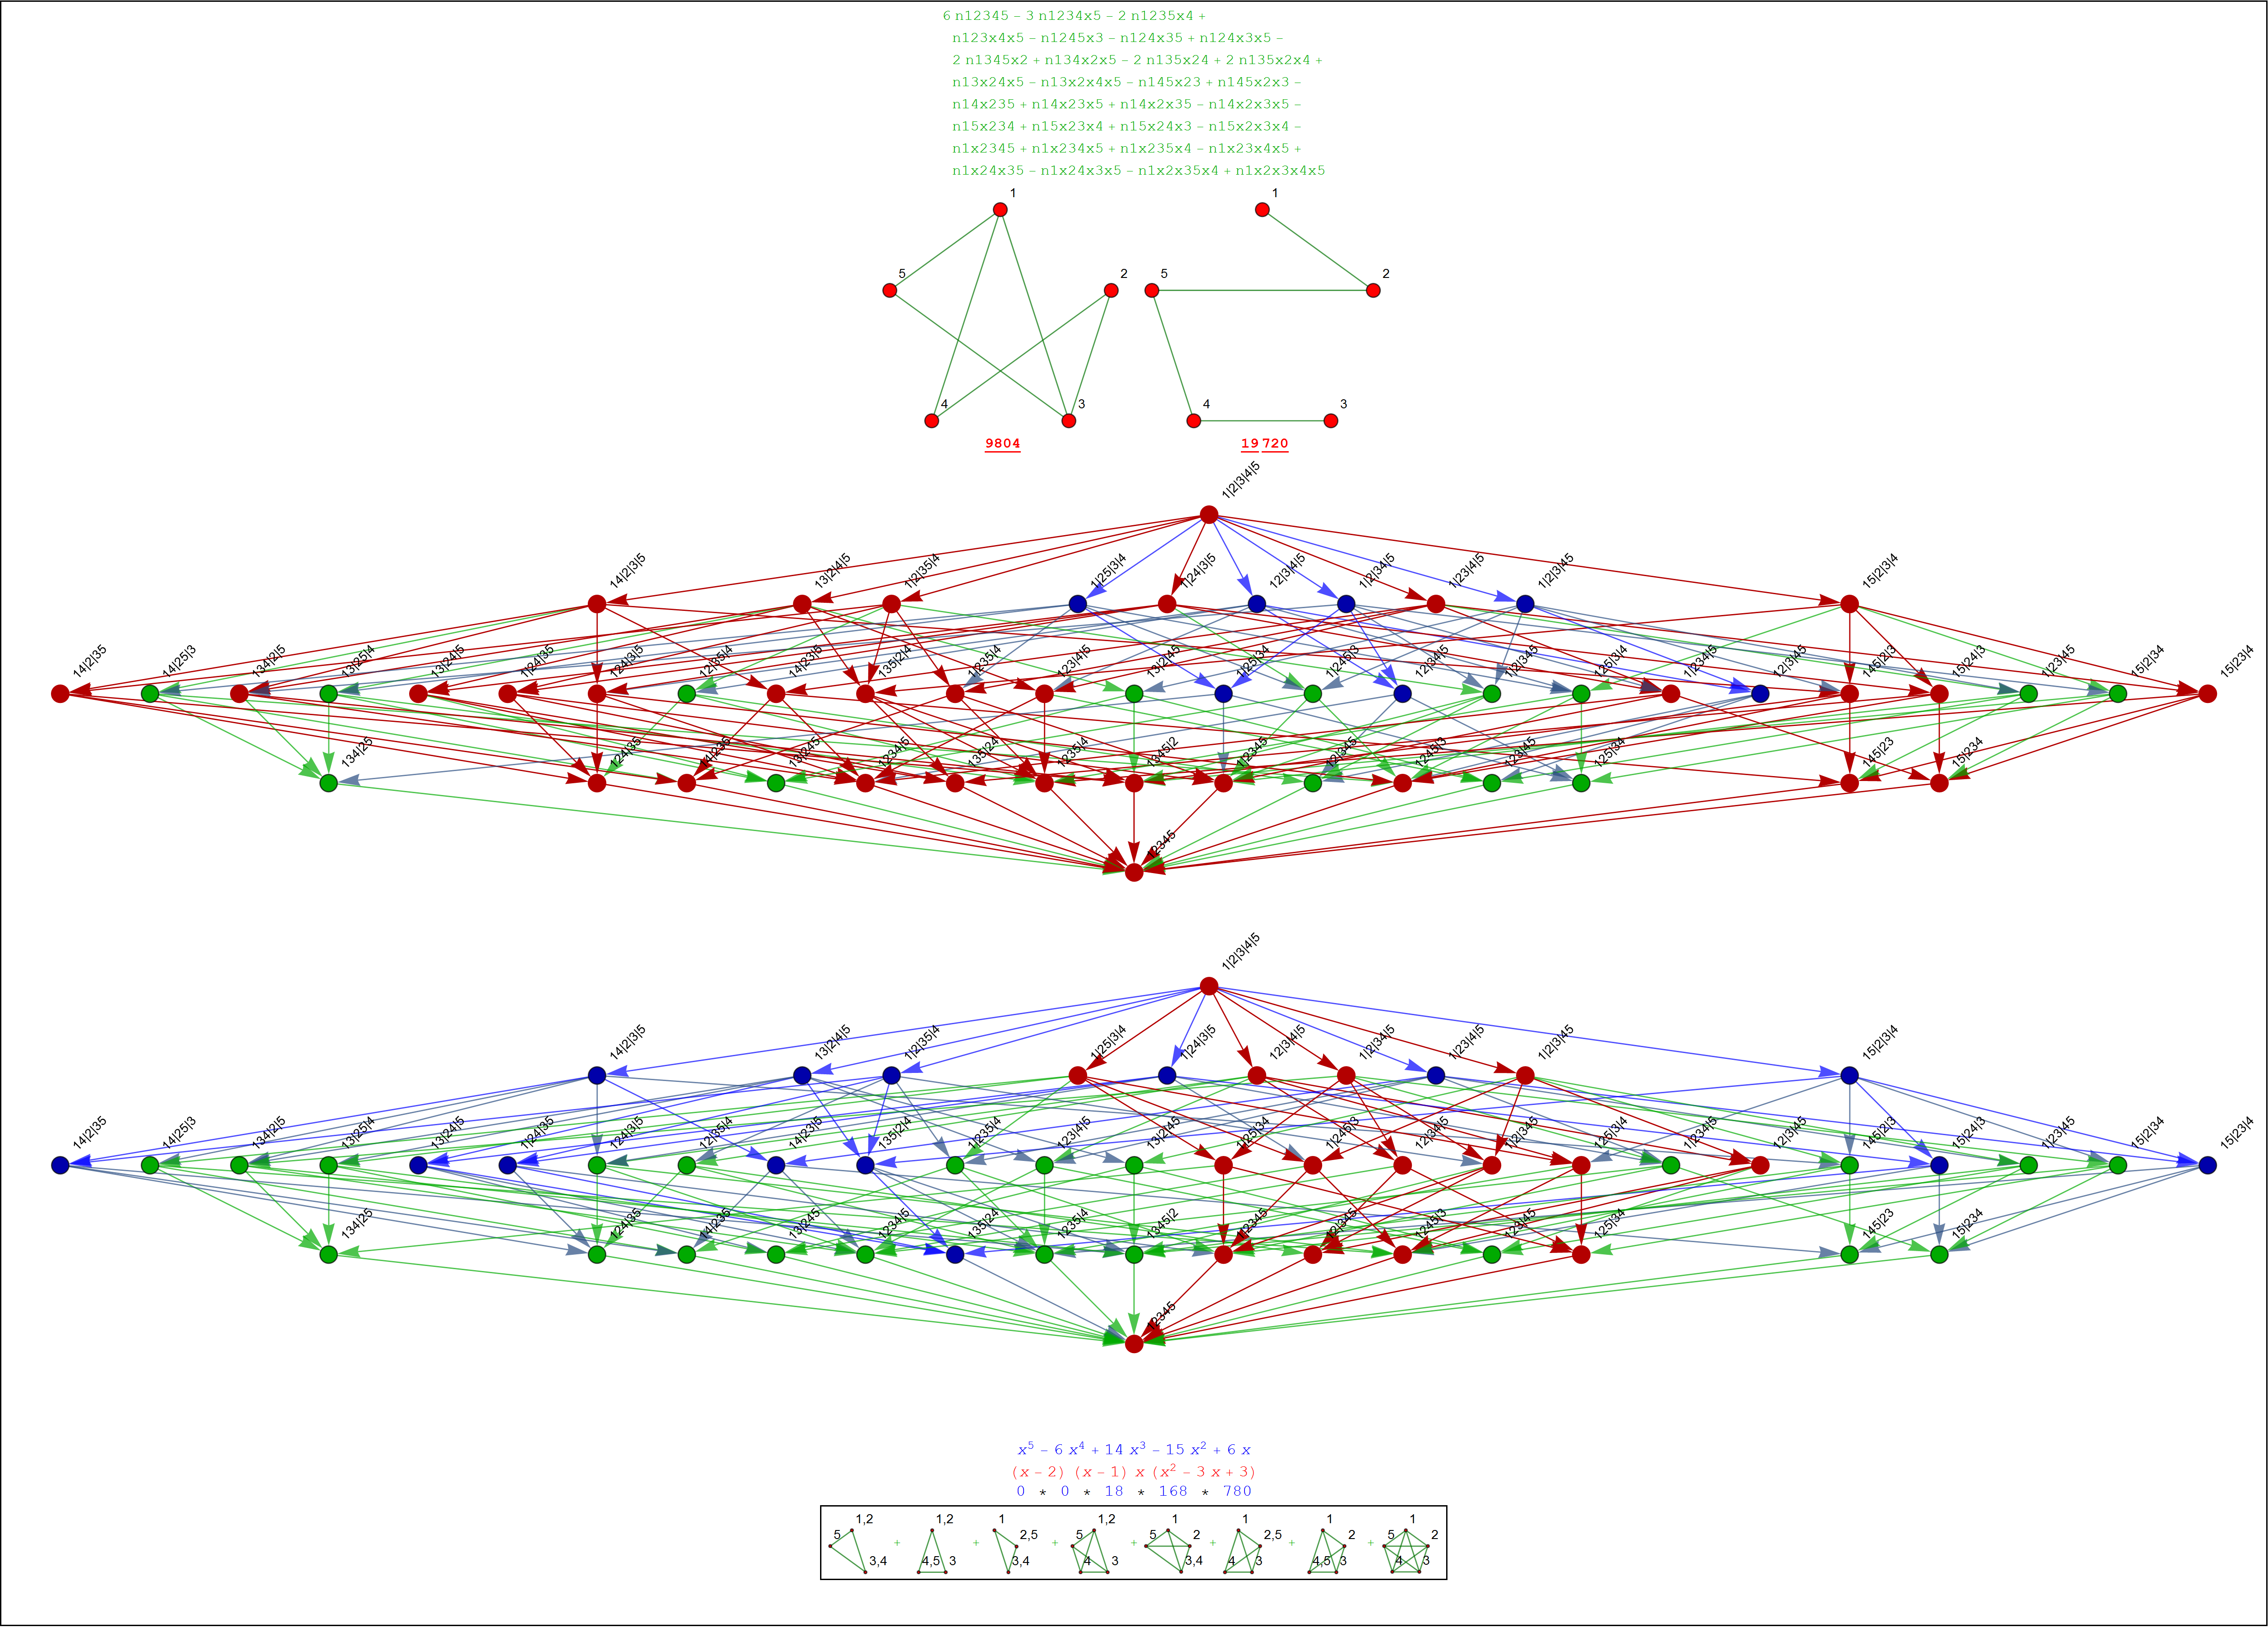 6 n12345 – 3 n1234x5 – 2 n1235x4 +
n123x4x5 – n1245x3 – n124x35 + n124x3x5 –
2 n1345x2 + n134x2x5 – 2 n135x24 + 2 n135x2x4 +
n13x24x5 – n13x2x4x5 – n145x23 + n145x2x3 –
n14x235 + n14x23x5 + n14x2x35 – n14x2x3x5 –
n15x234 + n15x23x4 + n15x24x3 – n15x2x3x4 –
n1x2345 + n1x234x5 + n1x235x4 – n1x23x4x5 +
n1x24x35 – n1x24x3x5 – n1x2x35x4 + n1x2x3x4x5
1 1
5 2 5 2
4 3 4 3
9804 19 720
1|2|3|4|5
14|2|3|5 13|2|4|5 1|2|35|4 1|25|3|4 1|24|3|5 12|3|4|5 1|2|34|5 1|23|4|5 1|2|3|45 15|2|3|4
14|2|35 14|25|3 134|2|5 13|25|4 13|24|5 1|24|35 124|3|5 12|35|4 14|23|5 135|2|4 1|235|4 123|4|5 13|2|45 1|25|34 1|245|3 12|34|5 1|2|345 125|3|4 1|234|5 12|3|45 145|2|3 15|24|3 1|23|45 15|2|34 15|23|4
134|25 124|35 14|235 13|245 1234|5 135|24 1235|4 1345|2 1|2345 12|345 1245|3 123|45 125|34 145|23 15|234
12345
1|2|3|4|5
14|2|3|5 13|2|4|5 1|2|35|4 1|25|3|4 1|24|3|5 12|3|4|5 1|2|34|5 1|23|4|5 1|2|3|45 15|2|3|4
14|2|35 14|25|3 134|2|5 13|25|4 13|24|5 1|24|35 124|3|5 12|35|4 14|23|5 135|2|4 1|235|4 123|4|5 13|2|45 1|25|34 1|245|3 12|34|5 1|2|345 125|3|4 1|234|5 12|3|45 145|2|3 15|24|3 1|23|45 15|2|34 15|23|4
134|25 124|35 14|235 13|245 1234|5 135|24 1235|4 1345|2 1|2345 12|345 1245|3 123|45 125|34 145|23 15|234
12345
x⁵ – 6 x⁴ + 14 x³ – 15 x² + 6 x
(x – 2) (x – 1) x (x² – 3 x + 3)
0 * 0 * 18 * 168 * 780
1,2 1,2 1 1,2 1 1 1 1
5 + + 2,5 + 5 + 5 2 + 2,5 + 2 + 5 2
3,4 4,5 3 3,4 4 3 3,4 4 3 4,5 3 4 3